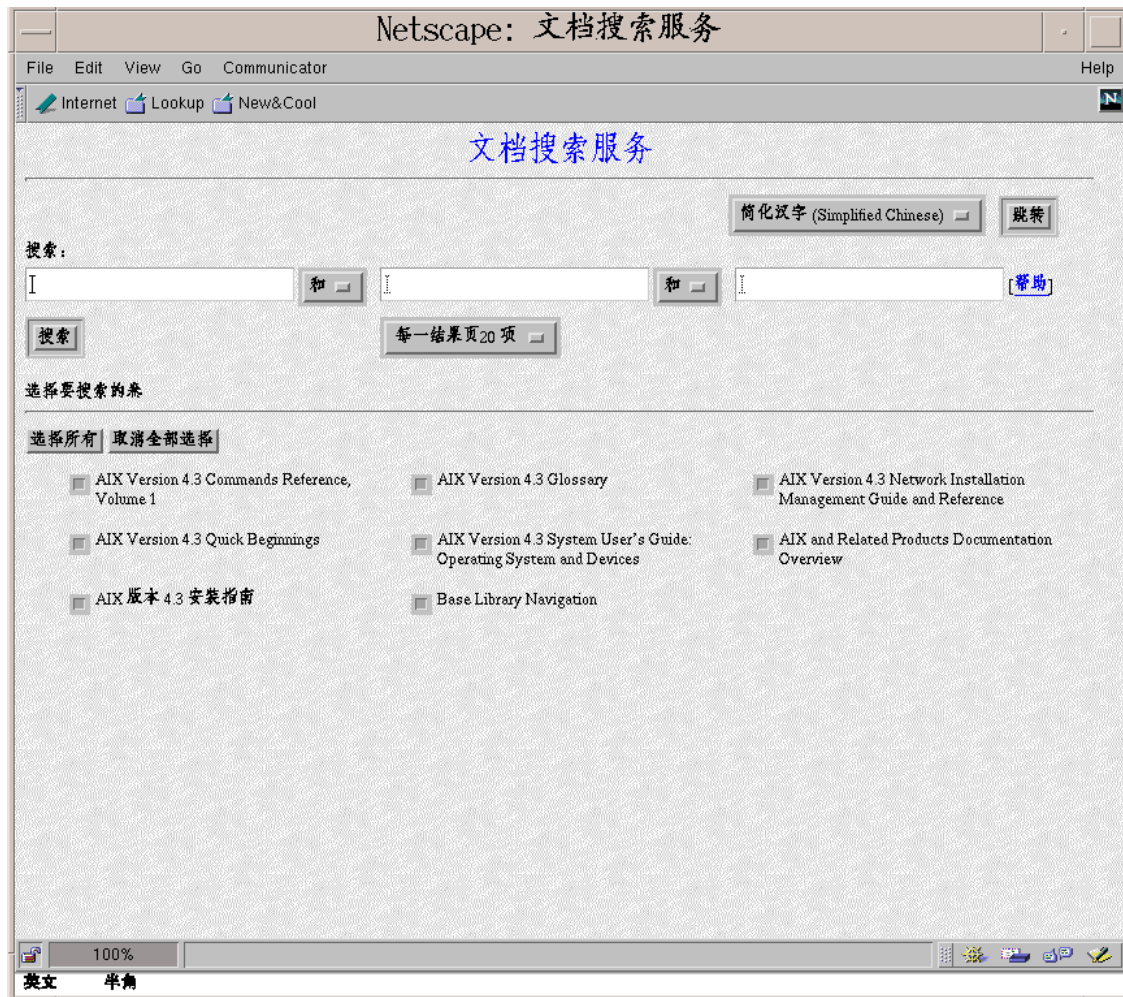 Netscape: 文档搜索服务
File Edit View Go Communicator Help
Internet Lookup New&Cool
N
文档搜索服务
简化汉字 (Simplified Chinese) 跳转
搜索:
和 和 [帮助]
搜索 每一结果页20 项
选择要搜索的卷
选择所有 取消全部选择
AIX Version 4.3 Commands Reference, Volume 1
AIX Version 4.3 Glossary
AIX Version 4.3 Network Installation Management Guide and Reference
AIX Version 4.3 Quick Beginnings
AIX Version 4.3 System User's Guide: Operating System and Devices
AIX and Related Products Documentation Overview
AIX 版本 4.3 安装指南
Base Library Navigation
100%
英文 半角